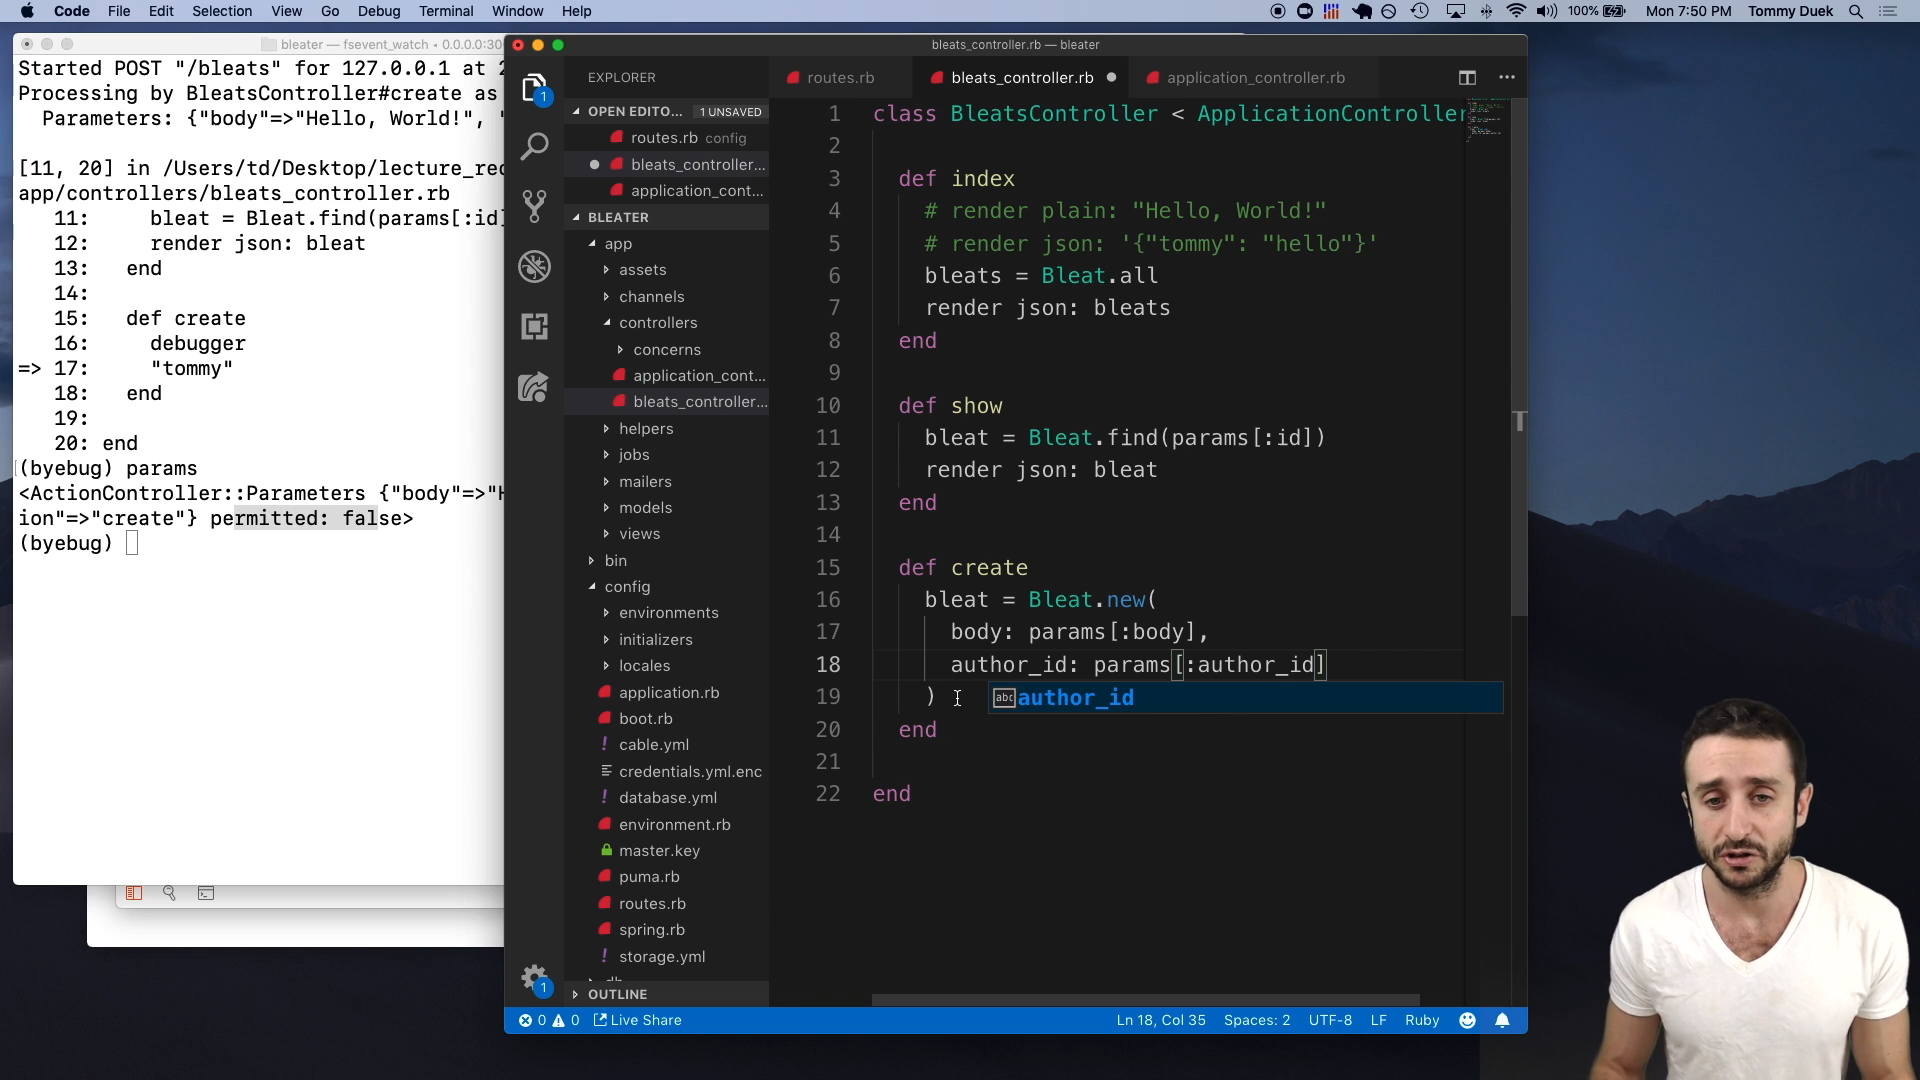 Code File Edit Selection View Go Debug Terminal Window Help 100% Mon 7:50 PM Tommy Duek
bleater — fsevent_watch ◂ 0.0.0.0:30
Started POST "/bleats" for 127.0.0.1 at 2
Processing by BleatsController#create as
Parameters: {"body"=>"Hello, World!", "
[11, 20] in /Users/td/Desktop/lecture_rec
app/controllers/bleats_controller.rb
11: bleat = Bleat.find(params[:id]
12: render json: bleat
13: end
14:
15: def create
16: debugger
=> 17: "tommy"
18: end
19:
20: end
(byebug) params
<ActionController::Parameters {"body"=>"H
ion"=>"create"} permitted: false>
(byebug)
bleats_controller.rb — bleater
EXPLORER
OPEN EDITO... 1 UNSAVED
routes.rb config
bleats_controller...
application_cont...
BLEATER
app
assets
channels
controllers
concerns
application_cont...
bleats_controller...
helpers
jobs
mailers
models
views
bin
config
environments
initializers
locales
application.rb
boot.rb
cable.yml
credentials.yml.enc
database.yml
environment.rb
master.key
puma.rb
routes.rb
spring.rb
storage.yml
OUTLINE
routes.rb bleats_controller.rb application_controller.rb
1 class BleatsController < ApplicationController
2
3 def index
4 # render plain: "Hello, World!"
5 # render json: '{"tommy": "hello"}'
6 bleats = Bleat.all
7 render json: bleats
8 end
9
10 def show
11 bleat = Bleat.find(params[:id])
12 render json: bleat
13 end
14
15 def create
16 bleat = Bleat.new(
17 body: params[:body],
18 author_id: params[:author_id]
19 )
abc author_id
20 end
21
22 end
1
1
0 0 Live Share Ln 18, Col 35 Spaces: 2 UTF-8 LF Ruby